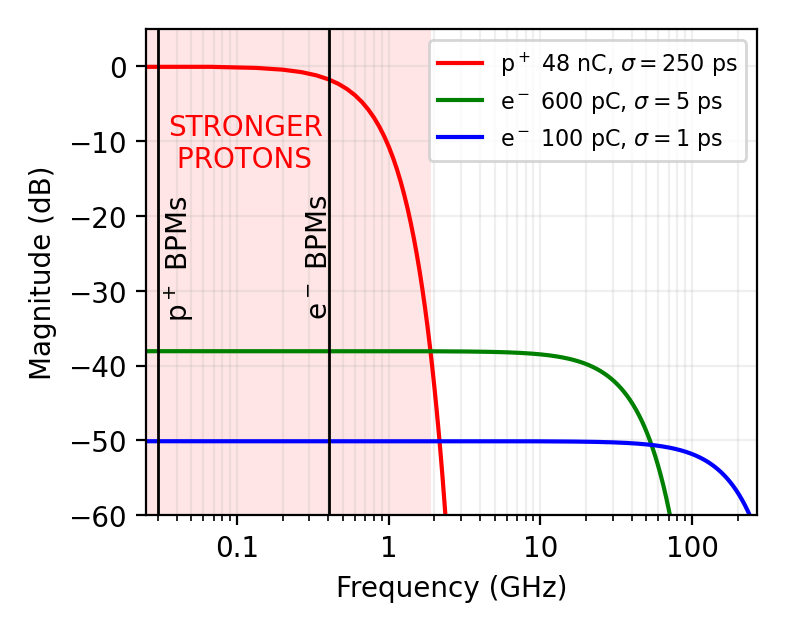 p⁺ 48 nC, σ = 250 ps
e⁻ 600 pC, σ = 5 ps
e⁻ 100 pC, σ = 1 ps
STRONGER
PROTONS
p⁺ BPMs
e⁻ BPMs
Magnitude (dB)
0
−10
−20
−30
−40
−50
−60
0.1
1
10
100
Frequency (GHz)